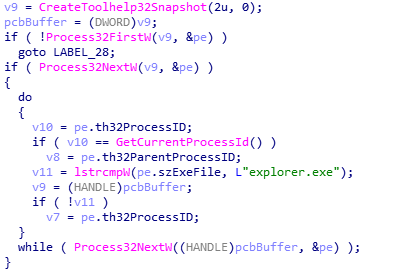 v9 = CreateToolhelp32Snapshot(2u, 0);
pcbBuffer = (DWORD)v9;
if ( !Process32FirstW(v9, &pe) )
  goto LABEL_28;
if ( Process32NextW(v9, &pe) )
{
  do
  {
    v10 = pe.th32ProcessID;
    if ( v10 == GetCurrentProcessId() )
      v8 = pe.th32ParentProcessID;
    v11 = lstrcmpW(pe.szExeFile, L"explorer.exe");
    v9 = (HANDLE)pcbBuffer;
    if ( !v11 )
      v7 = pe.th32ProcessID;
  }
  while ( Process32NextW((HANDLE)pcbBuffer, &pe) );
}